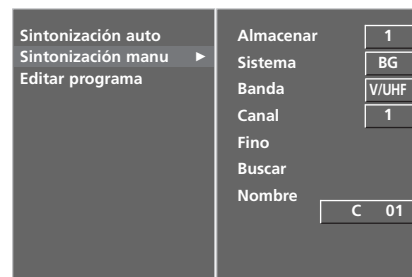 Sintonización auto
Sintonización manu ►
Editar programa
Almacenar 1
Sistema BG
Banda V/UHF
Canal 1
Fino
Buscar
Nombre
C 01